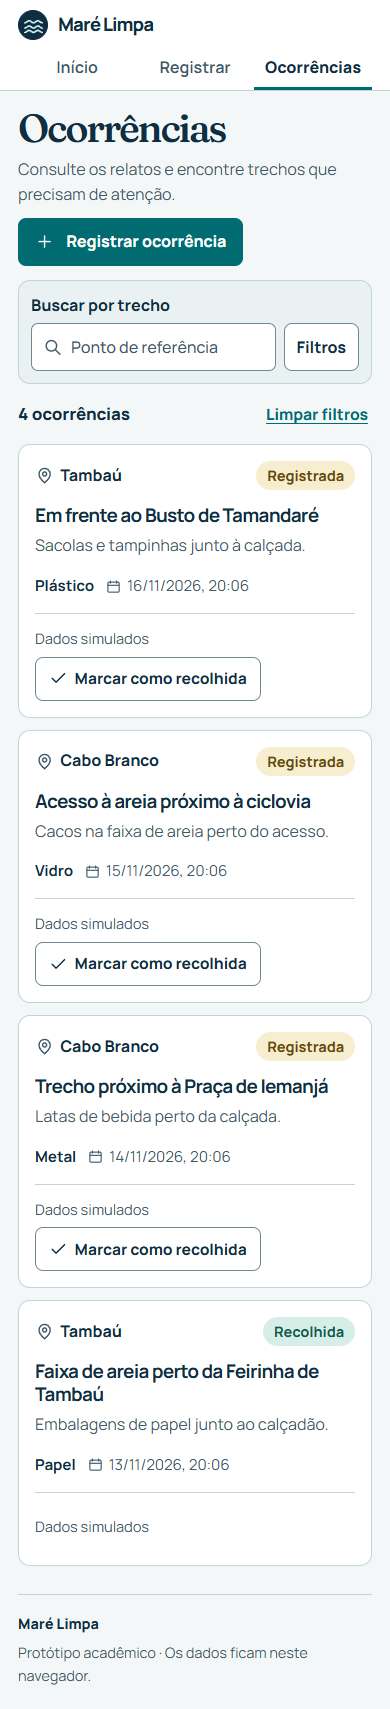 Maré Limpa
Início Registrar Ocorrências
Ocorrências
Consulte os relatos e encontre trechos que
precisam de atenção.
Registrar ocorrência
Buscar por trecho
Ponto de referência Filtros
4 ocorrências Limpar filtros
Tambaú Registrada
Em frente ao Busto de Tamandaré
Sacolas e tampinhas junto à calçada.
Plástico 16/11/2026, 20:06
Dados simulados
Marcar como recolhida
Cabo Branco Registrada
Acesso à areia próximo à ciclovia
Cacos na faixa de areia perto do acesso.
Vidro 15/11/2026, 20:06
Dados simulados
Marcar como recolhida
Cabo Branco Registrada
Trecho próximo à Praça de Iemanjá
Latas de bebida perto da calçada.
Metal 14/11/2026, 20:06
Dados simulados
Marcar como recolhida
Tambaú Recolhida
Faixa de areia perto da Feirinha de
Tambaú
Embalagens de papel junto ao calçadão.
Papel 13/11/2026, 20:06
Dados simulados
Maré Limpa
Protótipo acadêmico · Os dados ficam neste
navegador.